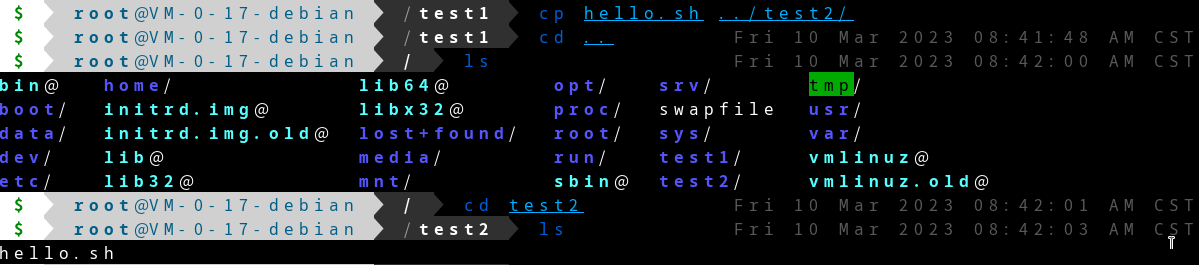 $ root@VM-0-17-debian /test1 cp hello.sh ../test2/
$ root@VM-0-17-debian /test1 cd .. Fri 10 Mar 2023 08:41:48 AM CST
$ root@VM-0-17-debian / ls Fri 10 Mar 2023 08:42:00 AM CST
bin@ home/ lib64@ opt/ srv/ tmp/
boot/ initrd.img@ libx32@ proc/ swapfile usr/
data/ initrd.img.old@ lost+found/ root/ sys/ var/
dev/ lib@ media/ run/ test1/ vmlinuz@
etc/ lib32@ mnt/ sbin@ test2/ vmlinuz.old@
$ root@VM-0-17-debian / cd test2 Fri 10 Mar 2023 08:42:01 AM CST
$ root@VM-0-17-debian /test2 ls Fri 10 Mar 2023 08:42:03 AM CST
hello.sh